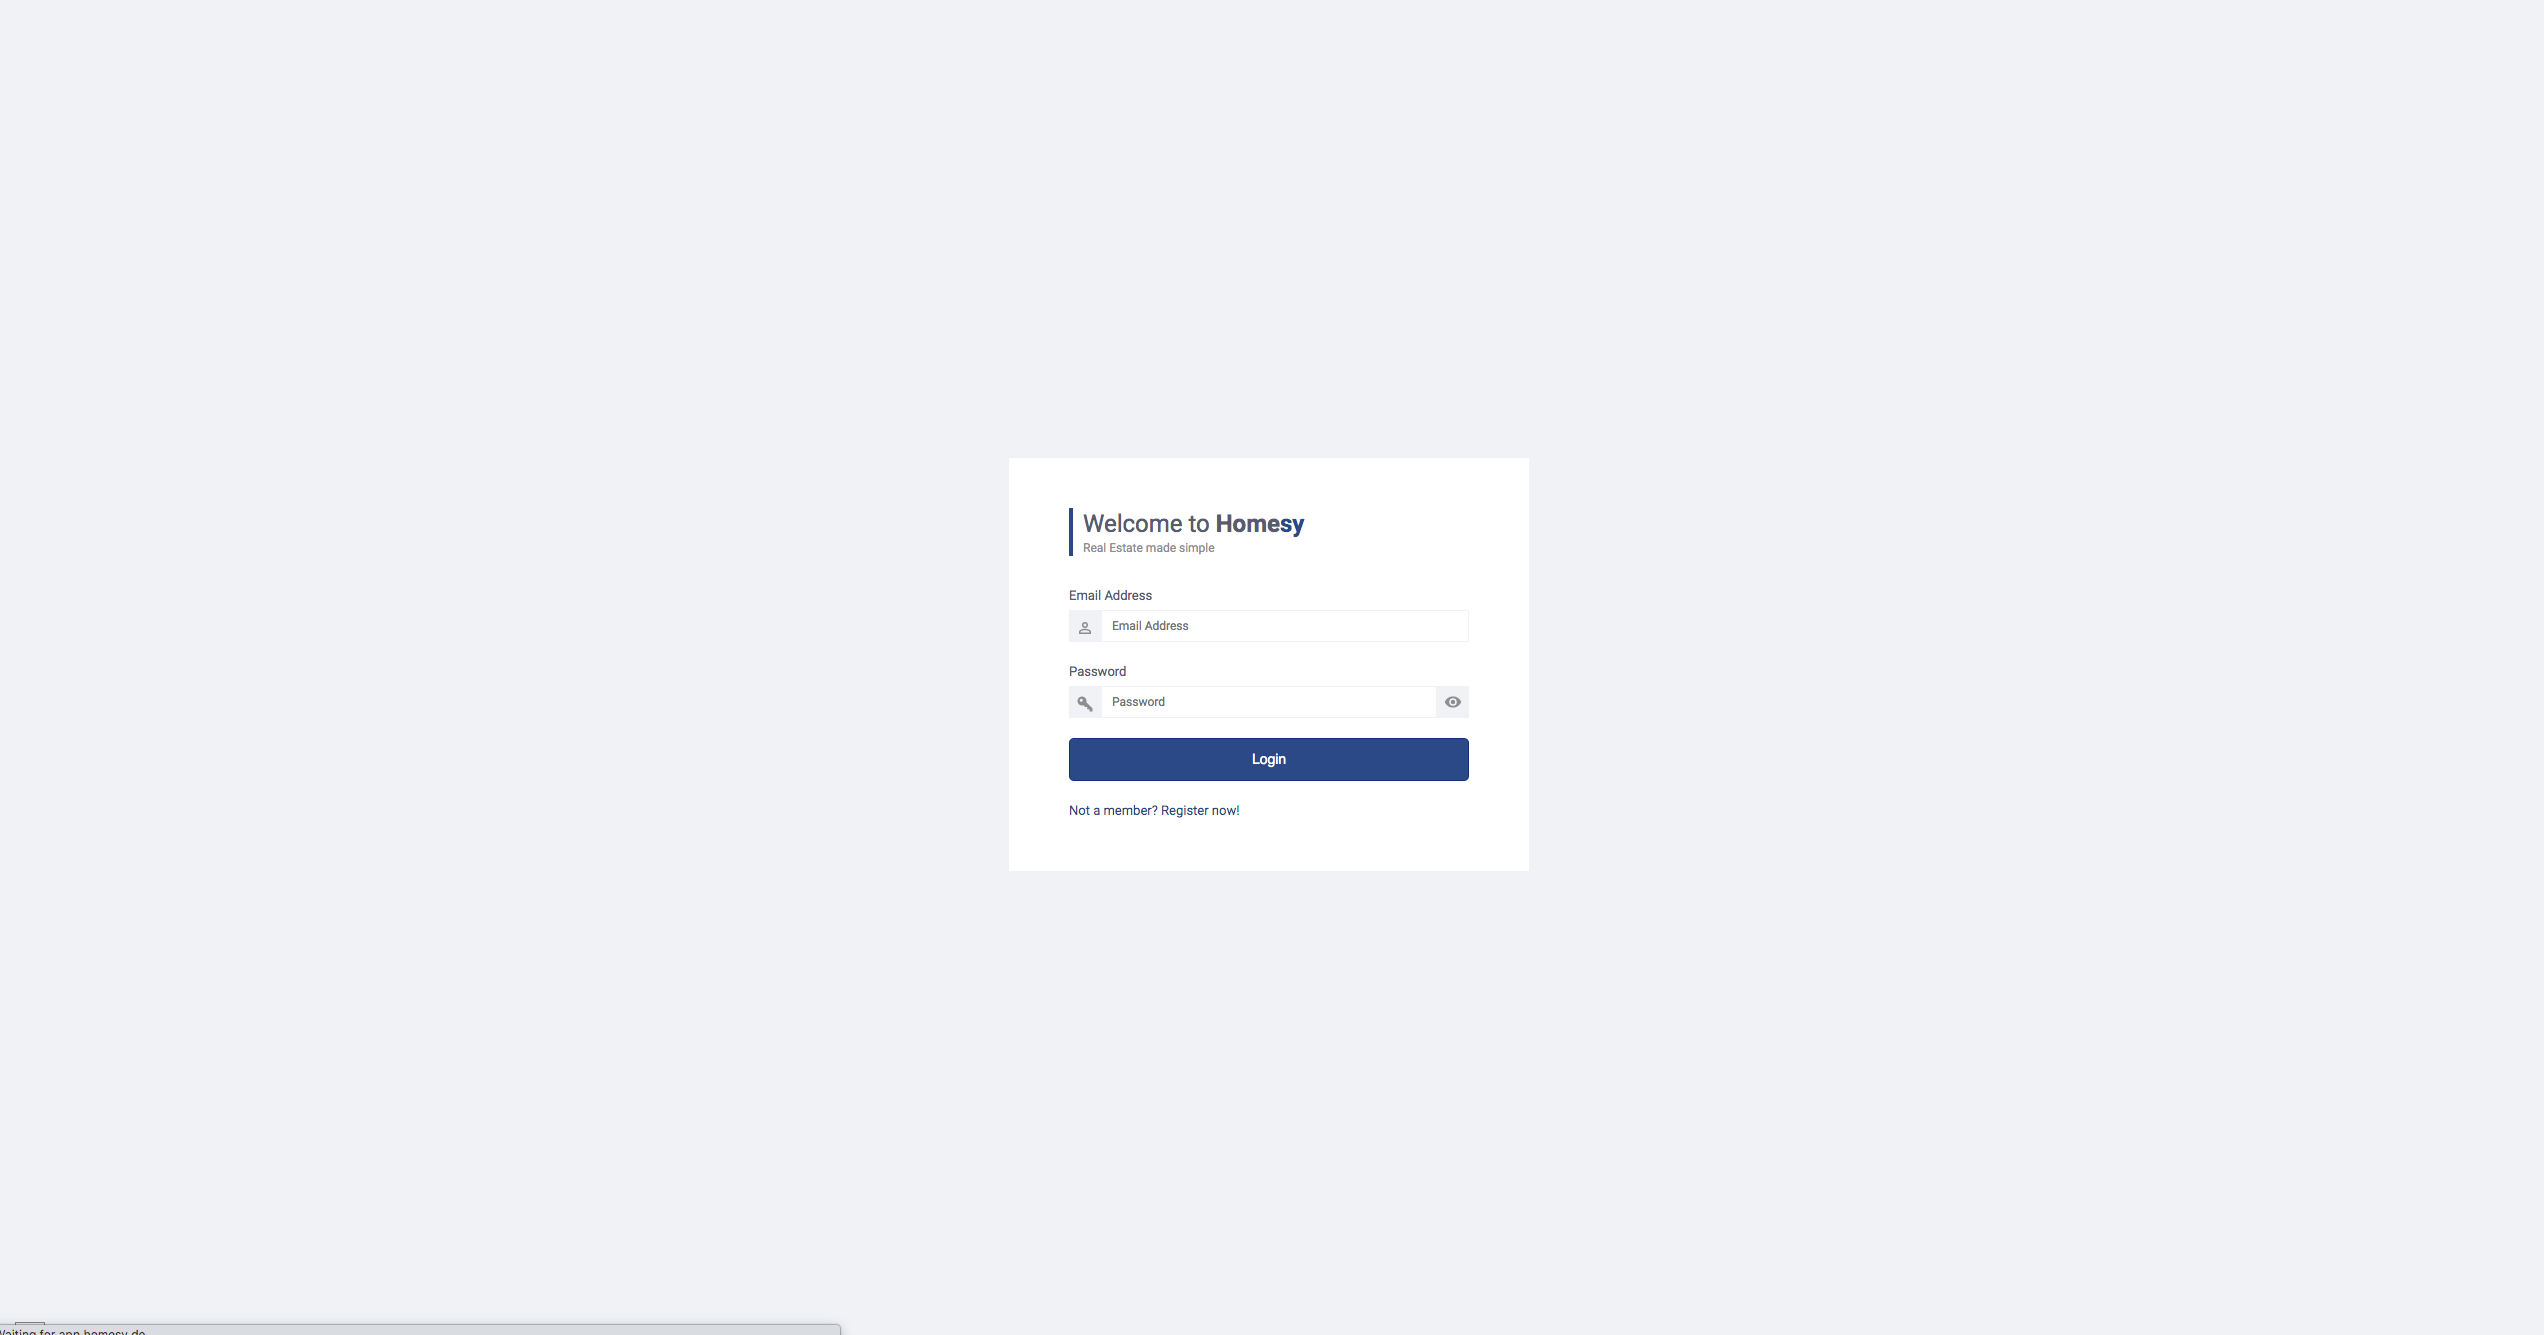 Welcome to Homesy
Real Estate made simple
Email Address
Email Address
Password
Password
Login
Not a member? Register now!
for app.homesy.de